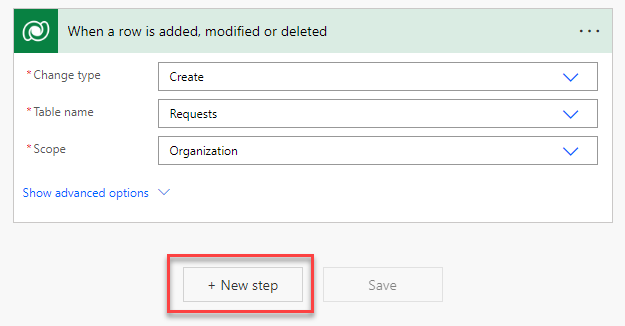 When a row is added, modified or deleted
* Change type Create
* Table name Requests
* Scope Organization
Show advanced options
+ New step Save